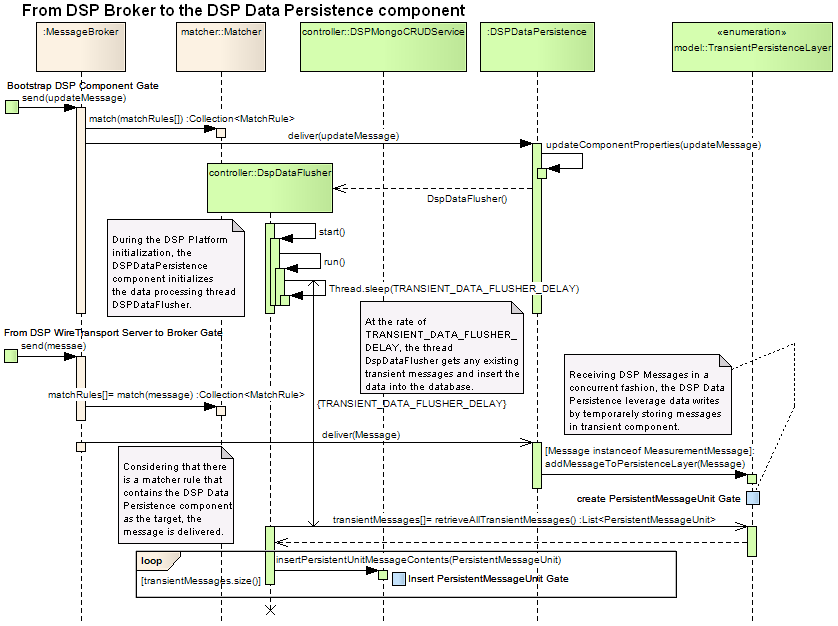 From DSP Broker to the DSP Data Persistence component
:MessageBroker
matcher::Matcher
controller::DSPMongoCRUDService
:DSPDataPersistence
«enumeration»
model::TransientPersistenceLayer
Bootstrap DSP Component Gate
send(updateMessage)
match(matchRules[]) :Collection<MatchRule>
deliver(updateMessage)
updateComponentProperties(updateMessage)
controller::DspDataFlusher
DspDataFlusher()
During the DSP Platform
initialization, the
DSPDataPersistence
component initializes
the data processing thread
DSPDataFlusher.
start()
run()
Thread.sleep(TRANSIENT_DATA_FLUSHER_DELAY)
At the rate of
TRANSIENT_DATA_FLUSHER_
DELAY, the thread
DspDataFlusher gets any existing
transient messages and insert the
data into the database.
From DSP WireTransport Server to Broker Gate
send(messae)
Receiving DSP Messages in a
concurrent fashion, the DSP Data
Persistence leverage data writes
by temporarely storing messages
in transient component.
matchRules[]= match(message) :Collection<MatchRule>
{TRANSIENT_DATA_FLUSHER_DELAY}
deliver(Message)
[Message instanceof MeasurementMessage]:
addMessageToPersistenceLayer(Message)
Considering that there
is a matcher rule that
contains the DSP Data
Persistence component
as the target, the
message is delivered.
create PersistentMessageUnit Gate
transientMessages[]= retrieveAllTransientMessages() :List<PersistentMessageUnit>
loop
insertPersistentUnitMessageContents(PersistentMessageUnit)
[transientMessages.size()]
Insert PersistentMessageUnit Gate